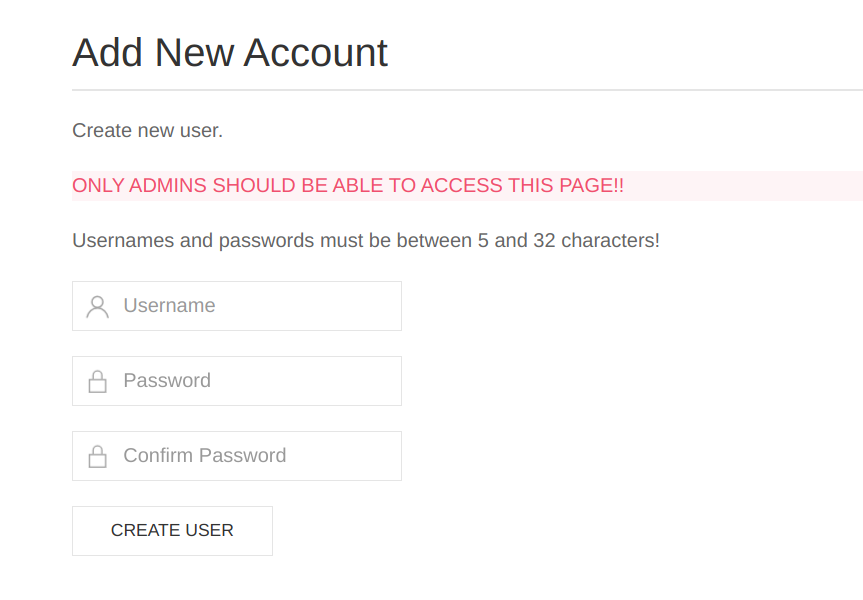 Add New Account
Create new user.
ONLY ADMINS SHOULD BE ABLE TO ACCESS THIS PAGE!!
Usernames and passwords must be between 5 and 32 characters!
Username
Password
Confirm Password
CREATE USER